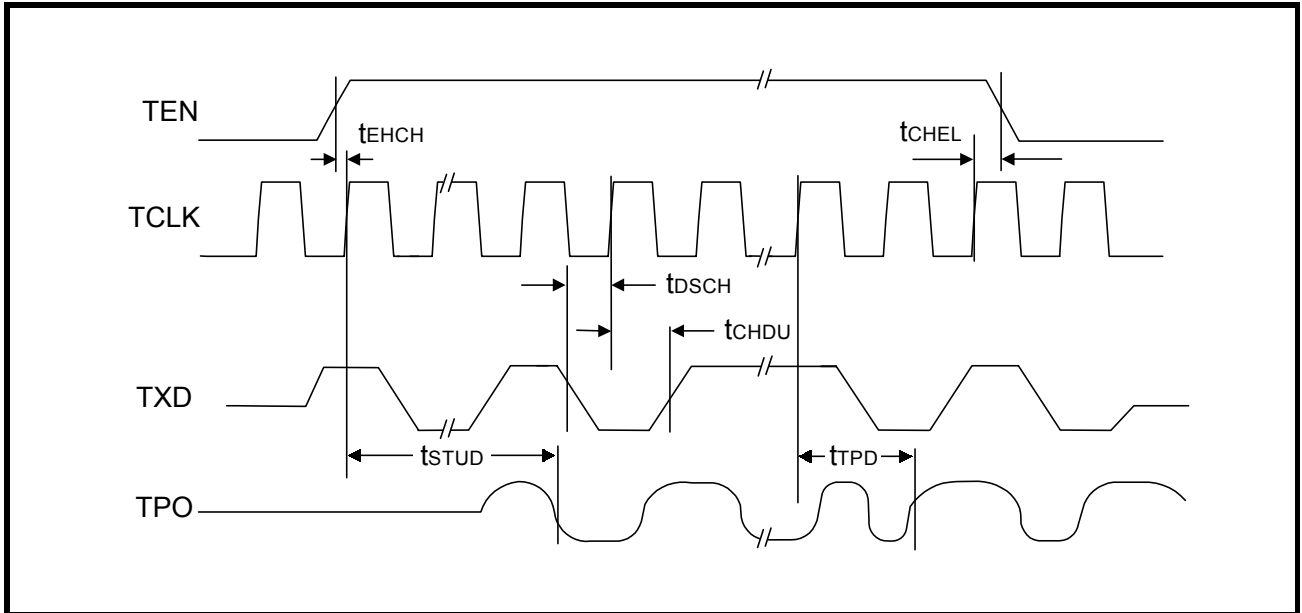 TEN
tEHCH
tCHEL
TCLK
tDSCH
tCHDU
TXD
tSTUD
tTPD
TPO